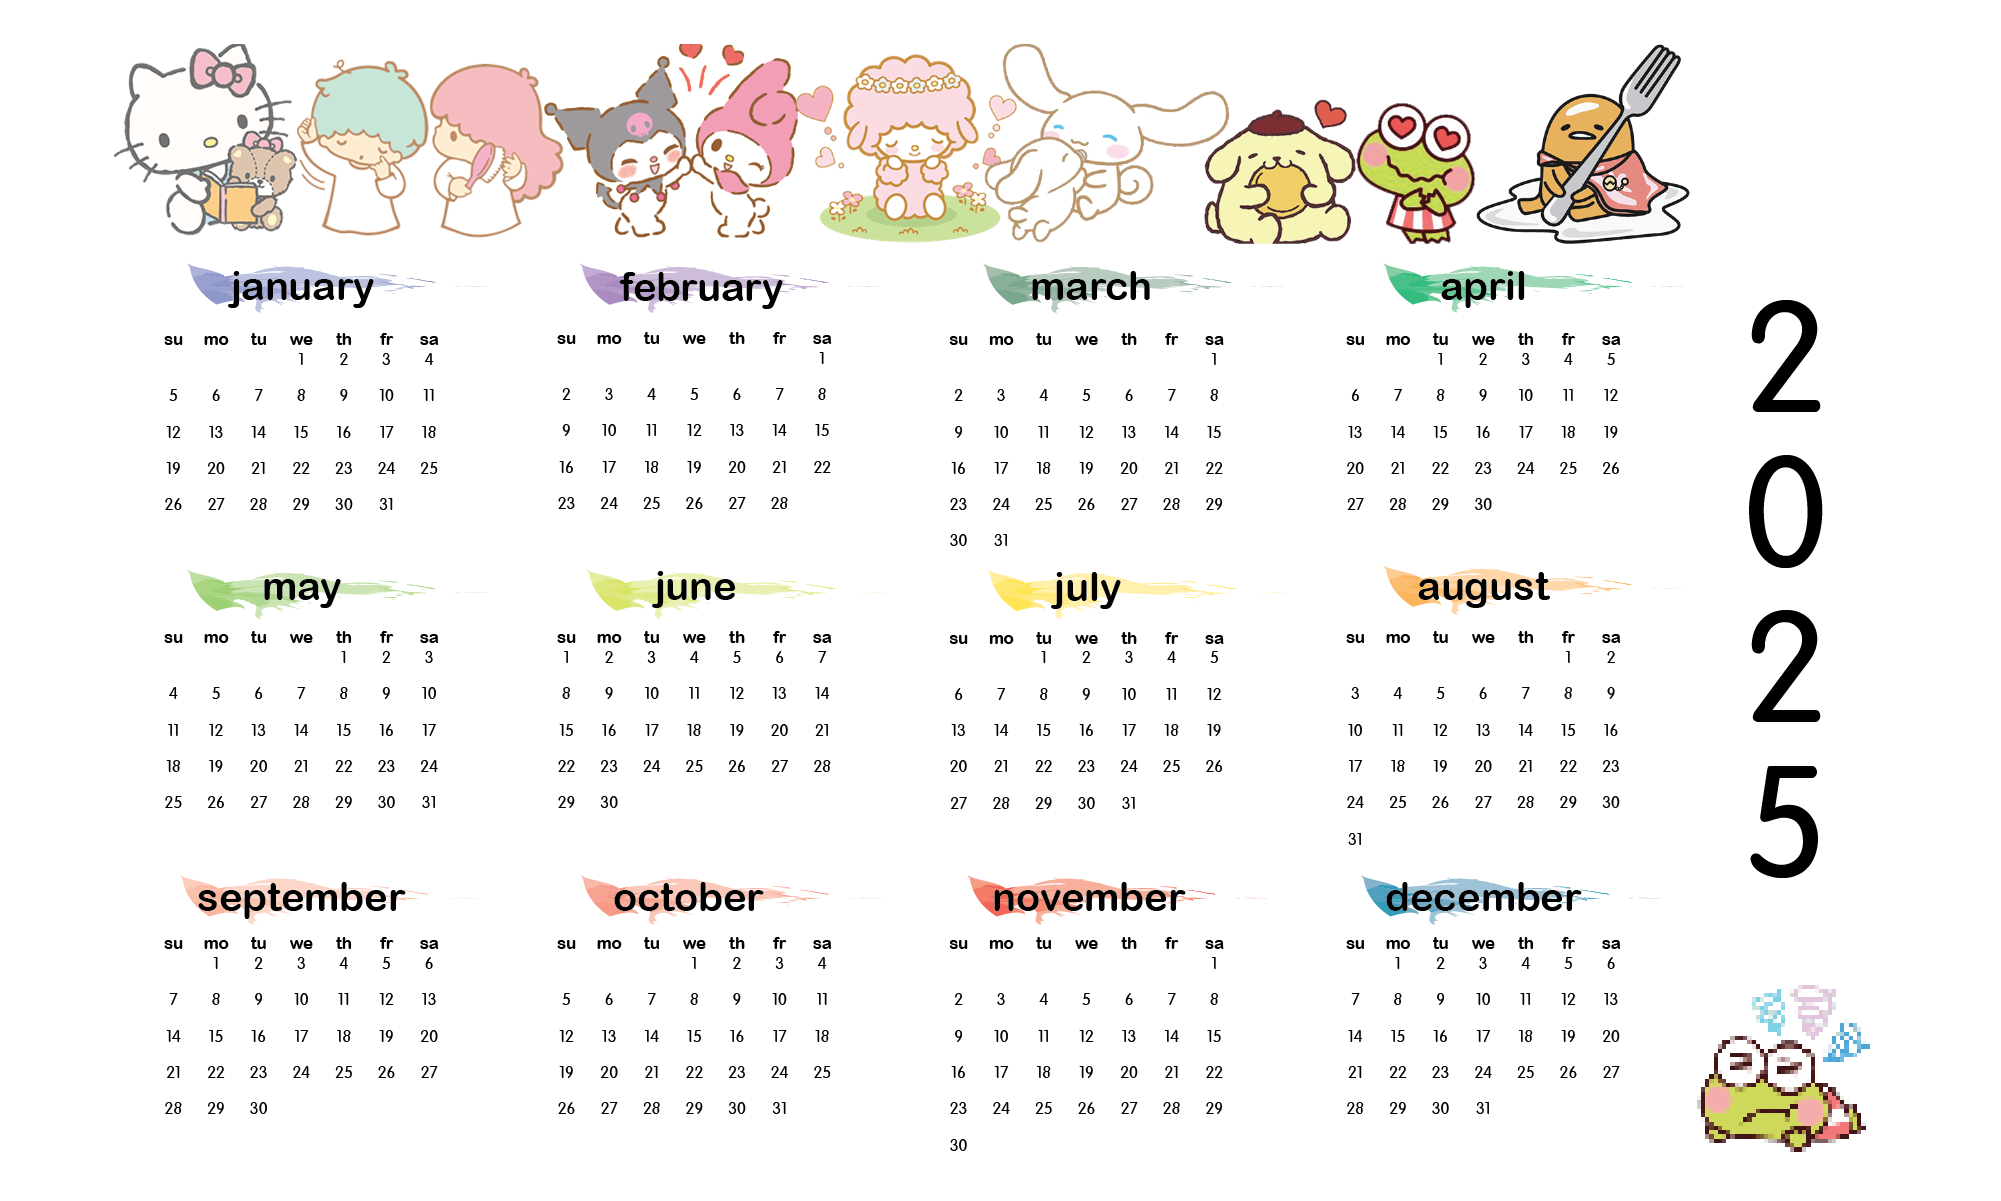 january
su mo tu we th fr sa
1 2 3 4
5 6 7 8 9 10 11
12 13 14 15 16 17 18
19 20 21 22 23 24 25
26 27 28 29 30 31
february
su mo tu we th fr sa
1
2 3 4 5 6 7 8
9 10 11 12 13 14 15
16 17 18 19 20 21 22
23 24 25 26 27 28
march
su mo tu we th fr sa
1
2 3 4 5 6 7 8
9 10 11 12 13 14 15
16 17 18 19 20 21 22
23 24 25 26 27 28 29
30 31
april
su mo tu we th fr sa
1 2 3 4 5
6 7 8 9 10 11 12
13 14 15 16 17 18 19
20 21 22 23 24 25 26
27 28 29 30
may
su mo tu we th fr sa
1 2 3
4 5 6 7 8 9 10
11 12 13 14 15 16 17
18 19 20 21 22 23 24
25 26 27 28 29 30 31
june
su mo tu we th fr sa
1 2 3 4 5 6 7
8 9 10 11 12 13 14
15 16 17 18 19 20 21
22 23 24 25 26 27 28
29 30
july
su mo tu we th fr sa
1 2 3 4 5
6 7 8 9 10 11 12
13 14 15 16 17 18 19
20 21 22 23 24 25 26
27 28 29 30 31
august
su mo tu we th fr sa
1 2
3 4 5 6 7 8 9
10 11 12 13 14 15 16
17 18 19 20 21 22 23
24 25 26 27 28 29 30
31
september
su mo tu we th fr sa
1 2 3 4 5 6
7 8 9 10 11 12 13
14 15 16 17 18 19 20
21 22 23 24 25 26 27
28 29 30
october
su mo tu we th fr sa
1 2 3 4
5 6 7 8 9 10 11
12 13 14 15 16 17 18
19 20 21 22 23 24 25
26 27 28 29 30 31
november
su mo tu we th fr sa
1
2 3 4 5 6 7 8
9 10 11 12 13 14 15
16 17 18 19 20 21 22
23 24 25 26 27 28 29
30
december
su mo tu we th fr sa
1 2 3 4 5 6
7 8 9 10 11 12 13
14 15 16 17 18 19 20
21 22 23 24 25 26 27
28 29 30 31
2
0
2
5